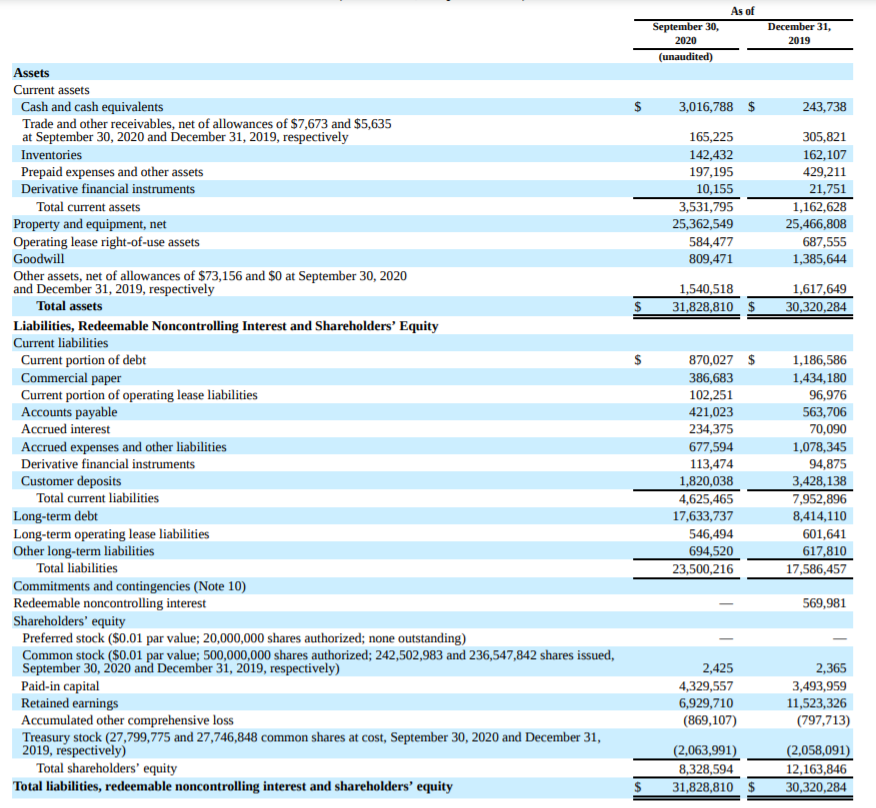 As of
September 30, December 31,
2020 2019
(unaudited)
Assets
Current assets
Cash and cash equivalents $ 3,016,788 $ 243,738
Trade and other receivables, net of allowances of $7,673 and $5,635
at September 30, 2020 and December 31, 2019, respectively 165,225 305,821
Inventories 142,432 162,107
Prepaid expenses and other assets 197,195 429,211
Derivative financial instruments 10,155 21,751
Total current assets 3,531,795 1,162,628
Property and equipment, net 25,362,549 25,466,808
Operating lease right-of-use assets 584,477 687,555
Goodwill 809,471 1,385,644
Other assets, net of allowances of $73,156 and $0 at September 30, 2020
and December 31, 2019, respectively 1,540,518 1,617,649
Total assets $ 31,828,810 $ 30,320,284
Liabilities, Redeemable Noncontrolling Interest and Shareholders’ Equity
Current liabilities
Current portion of debt $ 870,027 $ 1,186,586
Commercial paper 386,683 1,434,180
Current portion of operating lease liabilities 102,251 96,976
Accounts payable 421,023 563,706
Accrued interest 234,375 70,090
Accrued expenses and other liabilities 677,594 1,078,345
Derivative financial instruments 113,474 94,875
Customer deposits 1,820,038 3,428,138
Total current liabilities 4,625,465 7,952,896
Long-term debt 17,633,737 8,414,110
Long-term operating lease liabilities 546,494 601,641
Other long-term liabilities 694,520 617,810
Total liabilities 23,500,216 17,586,457
Commitments and contingencies (Note 10)
Redeemable noncontrolling interest — 569,981
Shareholders’ equity
Preferred stock ($0.01 par value; 20,000,000 shares authorized; none outstanding) — —
Common stock ($0.01 par value; 500,000,000 shares authorized; 242,502,983 and 236,547,842 shares issued,
September 30, 2020 and December 31, 2019, respectively) 2,425 2,365
Paid-in capital 4,329,557 3,493,959
Retained earnings 6,929,710 11,523,326
Accumulated other comprehensive loss (869,107) (797,713)
Treasury stock (27,799,775 and 27,746,848 common shares at cost, September 30, 2020 and December 31,
2019, respectively) (2,063,991) (2,058,091)
Total shareholders’ equity 8,328,594 12,163,846
Total liabilities, redeemable noncontrolling interest and shareholders’ equity $ 31,828,810 $ 30,320,284